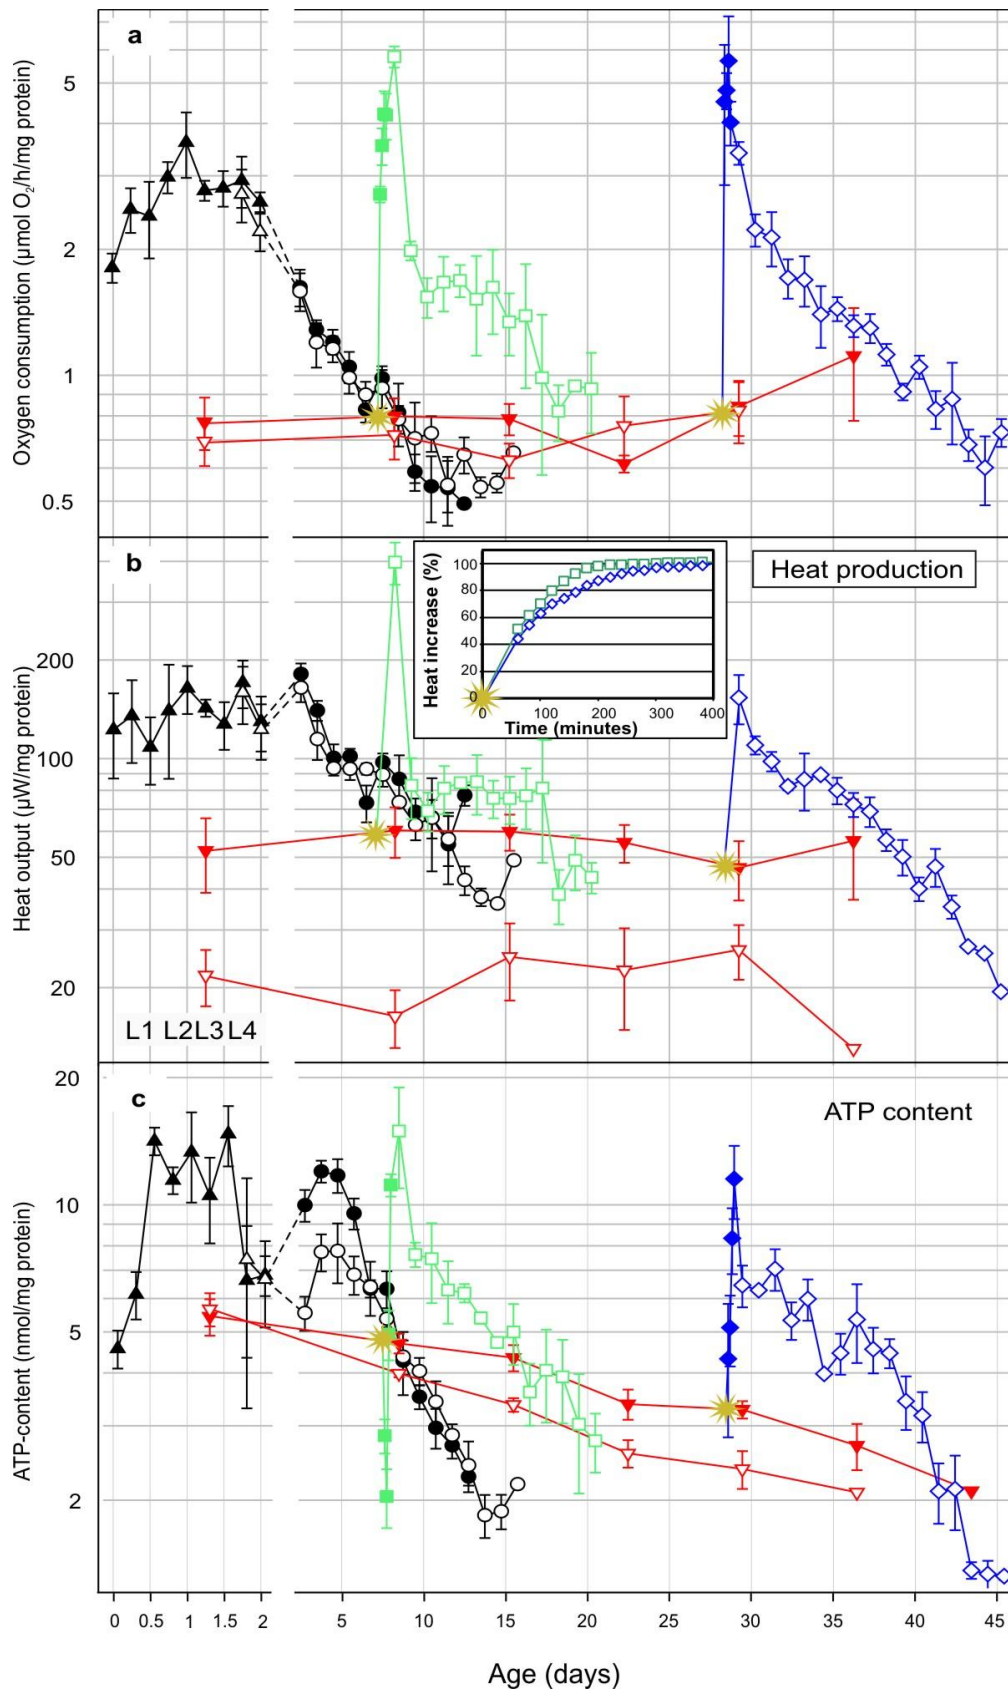 a
Oxygen consumption (µmol O₂/h/mg protein)
5
2
1
0.5
b
Heat production
Heat output (µW/mg protein)
200
100
50
20
Heat increase (%)
100
80
60
40
20
0
0 100 200 300 400
Time (minutes)
L1 L2 L3 L4
c
ATP content
ATP-content (nmol/mg protein)
20
10
5
2
0 0.5 1 1.5 2 5 10 15 20 25 30 35 40 45
Age (days)